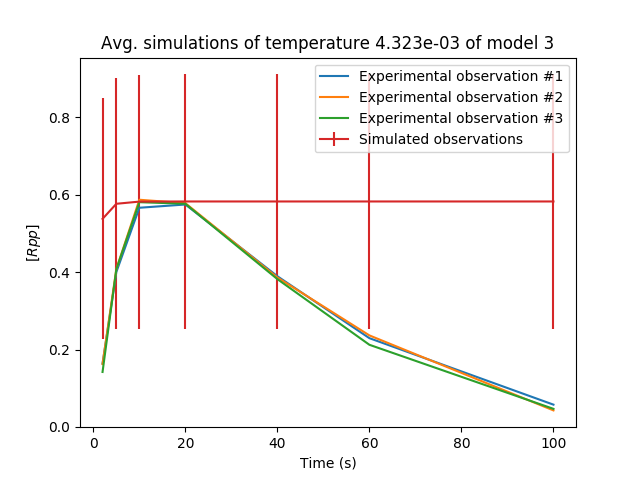 Avg. simulations of temperature 4.323e-03 of model 3
Experimental observation #1
Experimental observation #2
Experimental observation #3
Simulated observations
[Rpp]
0.8
0.6
0.4
0.2
0.0
0 20 40 60 80 100
Time (s)